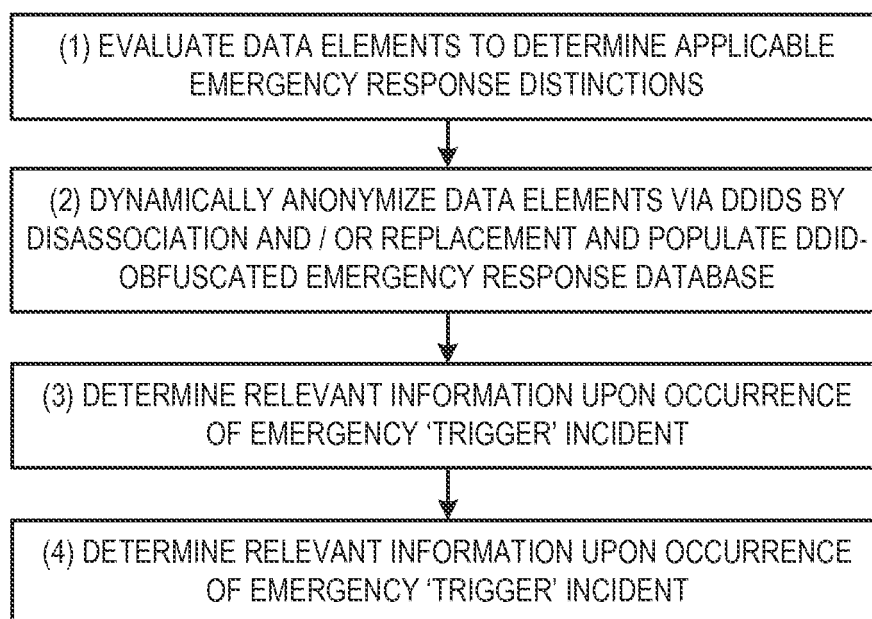 (1) EVALUATE DATA ELEMENTS TO DETERMINE APPLICABLE
EMERGENCY RESPONSE DISTINCTIONS
(2) DYNAMICALLY ANONYMIZE DATA ELEMENTS VIA DDIDS BY
DISASSOCIATION AND / OR REPLACEMENT AND POPULATE DDID-
OBFUSCATED EMERGENCY RESPONSE DATABASE
(3) DETERMINE RELEVANT INFORMATION UPON OCCURRENCE
OF EMERGENCY ‘TRIGGER’ INCIDENT
(4) DETERMINE RELEVANT INFORMATION UPON OCCURRENCE
OF EMERGENCY ‘TRIGGER’ INCIDENT